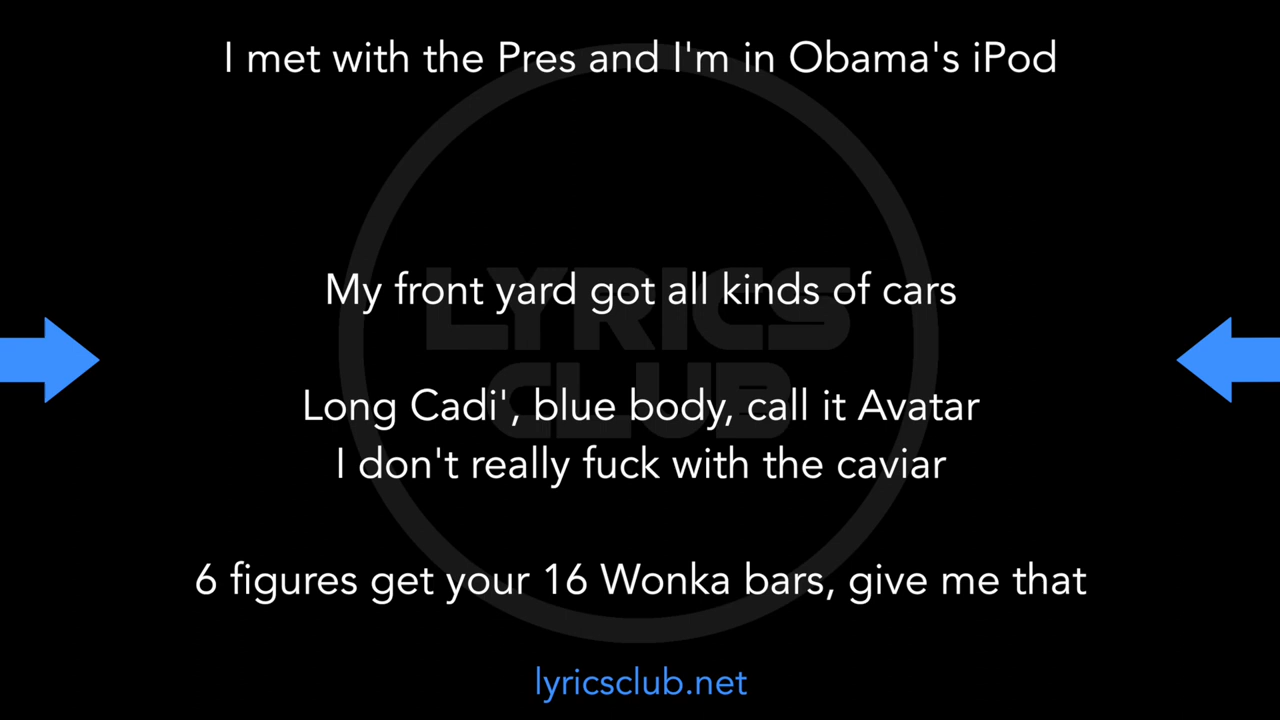 I met with the Pres and I'm in Obama's iPod
My front yard got all kinds of cars
LYRICS
CLUB
Long Cadi', blue body, call it Avatar
I don't really fuck with the caviar
6 figures get your 16 Wonka bars, give me that
lyricsclub.net